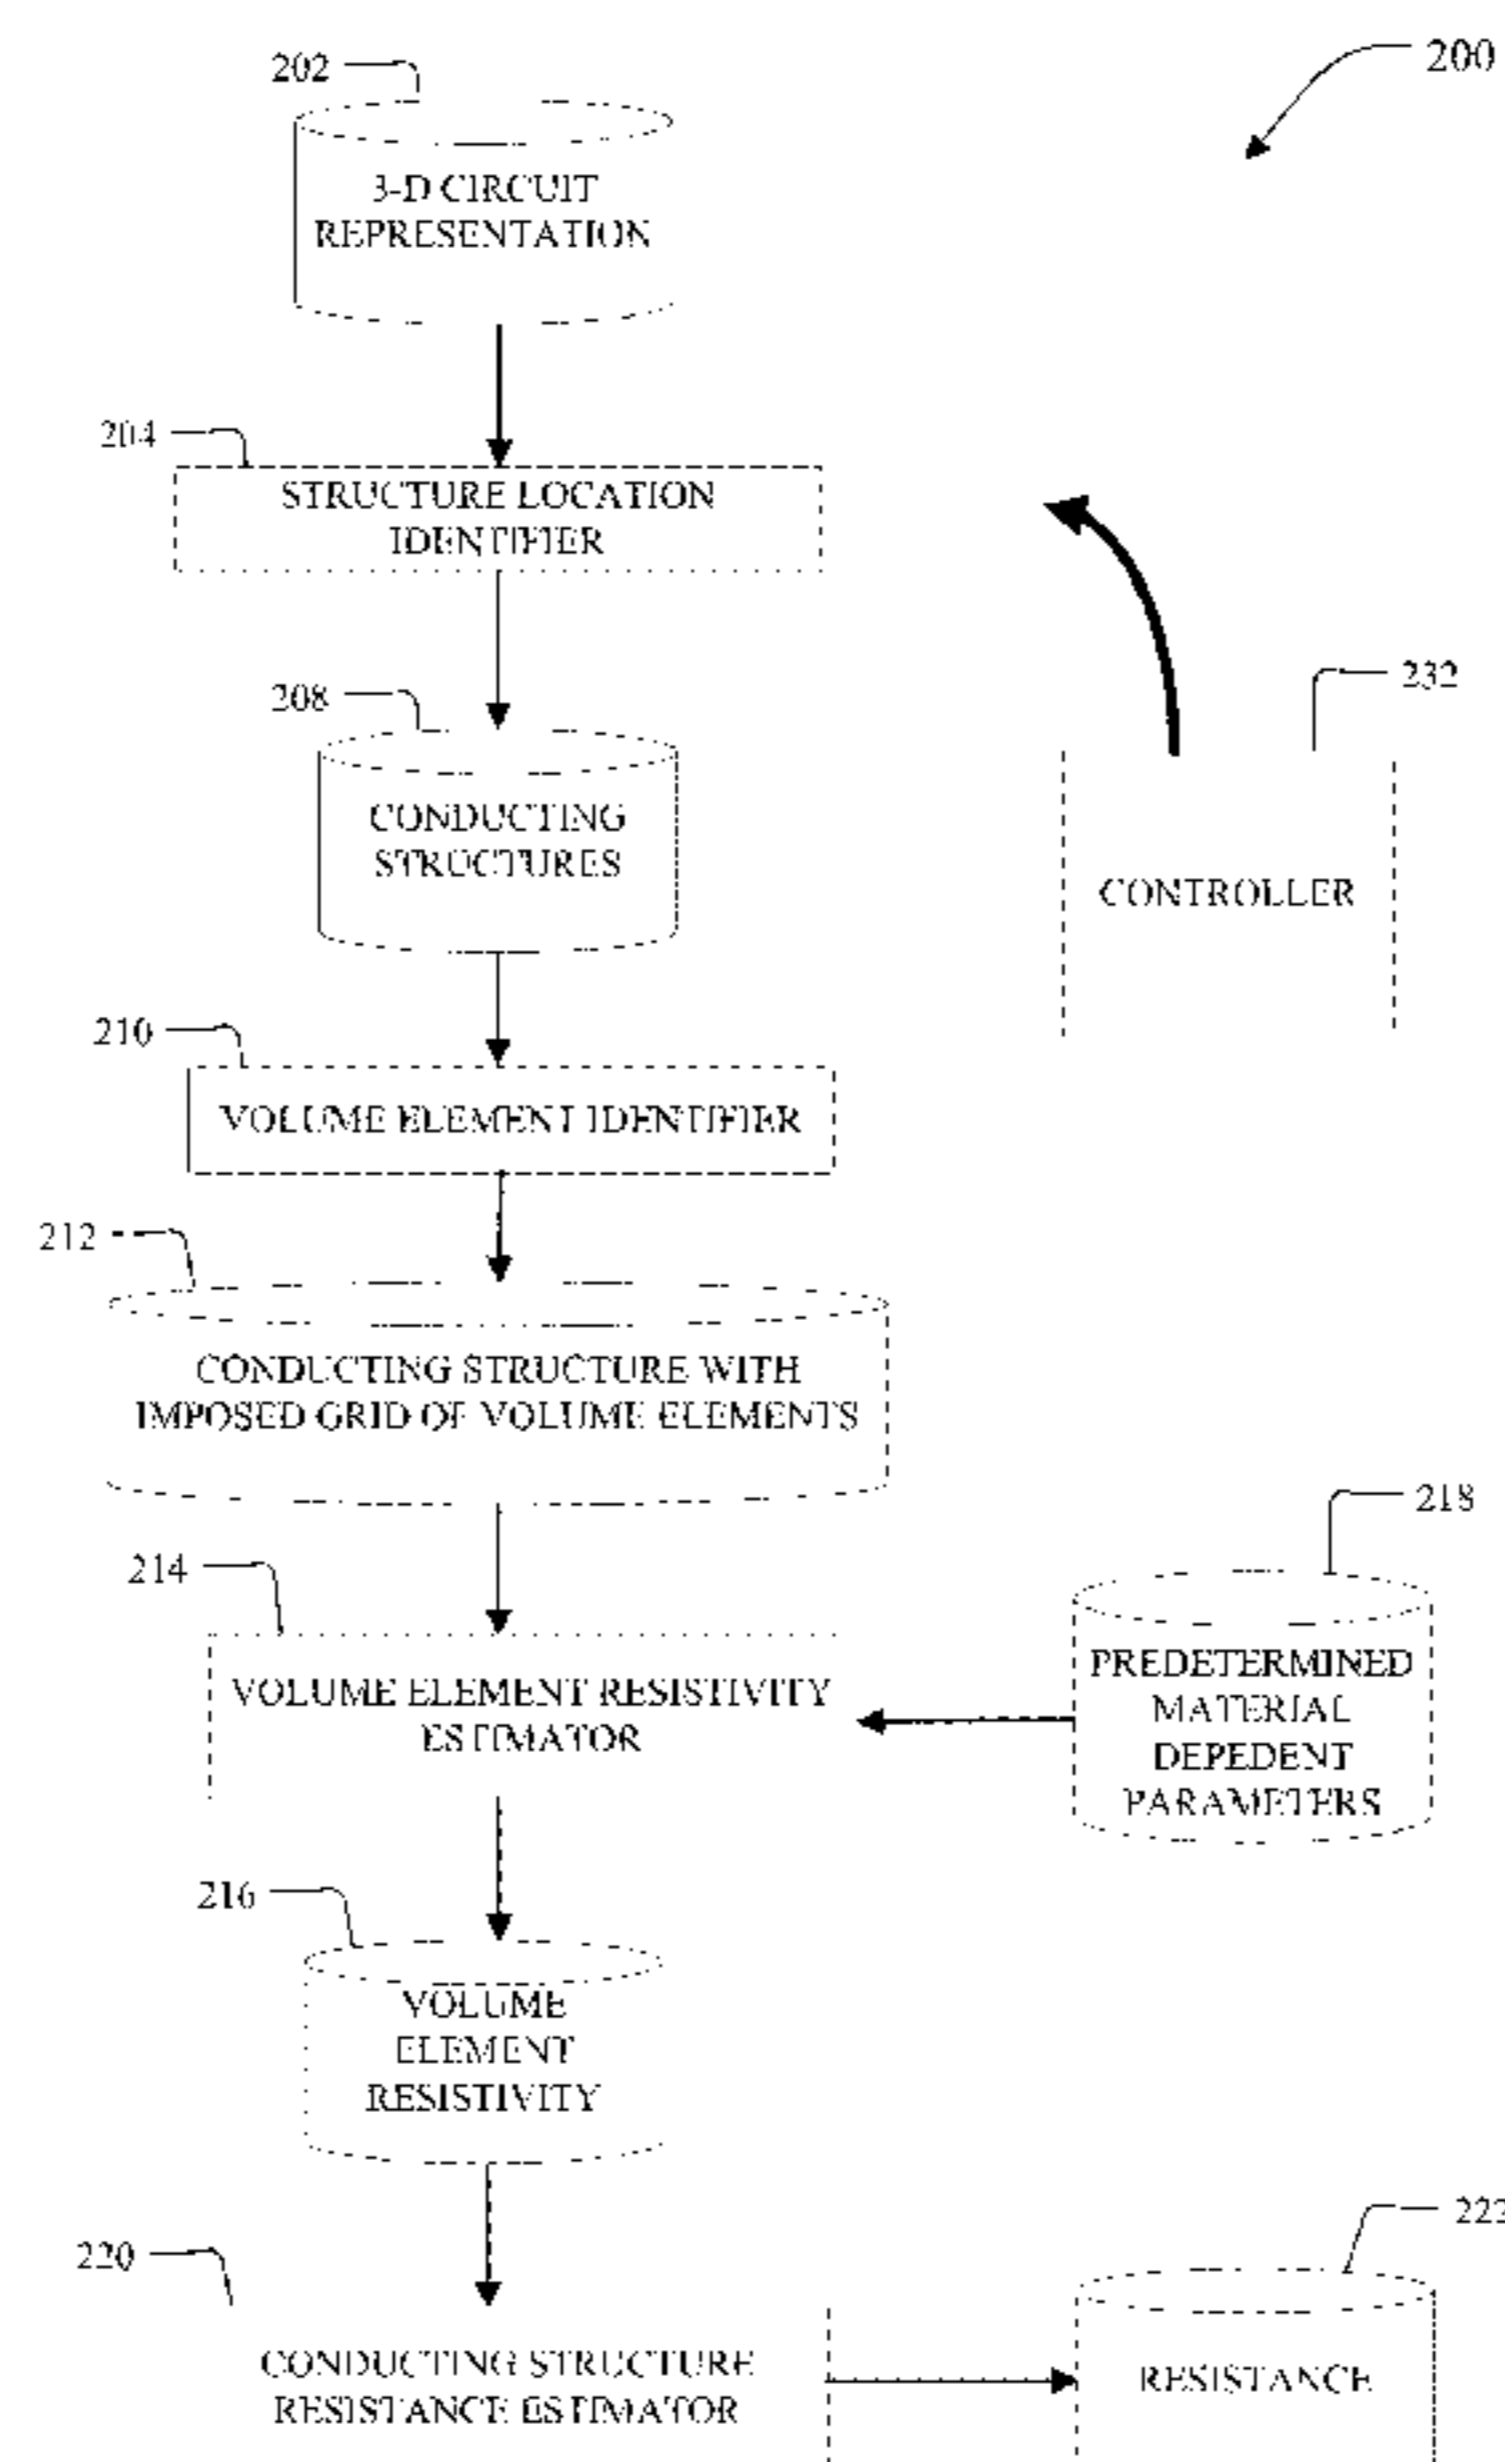 202
200
3-D CIRCUIT
REPRESENTATION
204
STRUCTURE LOCATION
IDENTIFIER
232
208
CONDUCTING
STRUCTURES
CONTROLLER
210
VOLUME ELEMENT IDENTIFIER
212
CONDUCTING STRUCTURE WITH
IMPOSED GRID OF VOLUME ELEMENTS
218
214
PREDETERMINED
MATERIAL
DEPEDENT
PARAMETERS
VOLUME ELEMENT RESISTIVITY
ESTIMATOR
216
VOLUME
ELEMENT
RESISTIVITY
222
220
CONDUCTING STRUCTURE
RESISTANCE ESTIMATOR
RESISTANCE